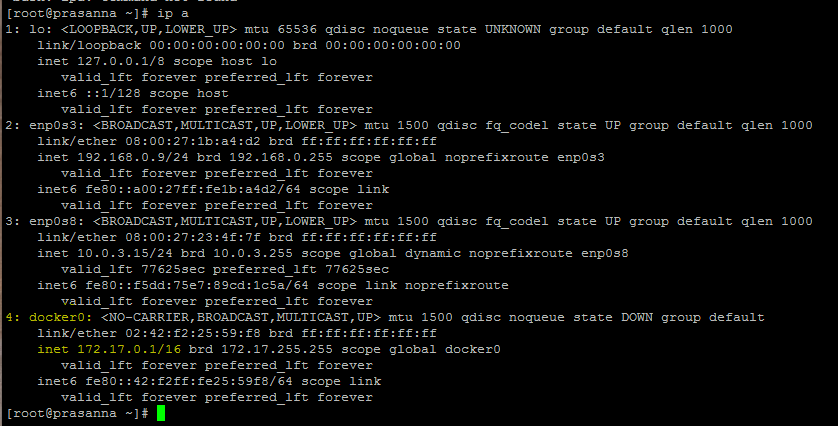 [root@prasanna ~]# ip a
1: lo: <LOOPBACK,UP,LOWER_UP> mtu 65536 qdisc noqueue state UNKNOWN group default qlen 1000
    link/loopback 00:00:00:00:00:00 brd 00:00:00:00:00:00
    inet 127.0.0.1/8 scope host lo
       valid_lft forever preferred_lft forever
    inet6 ::1/128 scope host
       valid_lft forever preferred_lft forever
2: enp0s3: <BROADCAST,MULTICAST,UP,LOWER_UP> mtu 1500 qdisc fq_codel state UP group default qlen 1000
    link/ether 08:00:27:1b:a4:d2 brd ff:ff:ff:ff:ff:ff
    inet 192.168.0.9/24 brd 192.168.0.255 scope global noprefixroute enp0s3
       valid_lft forever preferred_lft forever
    inet6 fe80::a00:27ff:fe1b:a4d2/64 scope link
       valid_lft forever preferred_lft forever
3: enp0s8: <BROADCAST,MULTICAST,UP,LOWER_UP> mtu 1500 qdisc fq_codel state UP group default qlen 1000
    link/ether 08:00:27:23:4f:7f brd ff:ff:ff:ff:ff:ff
    inet 10.0.3.15/24 brd 10.0.3.255 scope global dynamic noprefixroute enp0s8
       valid_lft 77625sec preferred_lft 77625sec
    inet6 fe80::f5dd:75e7:89cd:1c5a/64 scope link noprefixroute
       valid_lft forever preferred_lft forever
4: docker0: <NO-CARRIER,BROADCAST,MULTICAST,UP> mtu 1500 qdisc noqueue state DOWN group default
    link/ether 02:42:f2:25:59:f8 brd ff:ff:ff:ff:ff:ff
    inet 172.17.0.1/16 brd 172.17.255.255 scope global docker0
       valid_lft forever preferred_lft forever
    inet6 fe80::42:f2ff:fe25:59f8/64 scope link
       valid_lft forever preferred_lft forever
[root@prasanna ~]#